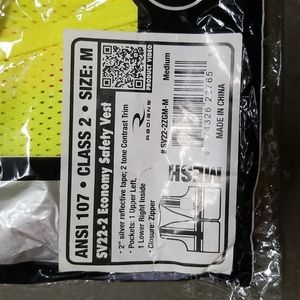 ANSI 107 • CLASS 2 • SIZE: M
SV22-2 Economy Safety Vest
• 2" silver reflective tape; 2 tone Contrast Trim
• Pockets: 1 Upper Left,
1 Lower Right Inside
• Closure: Zipper
PRODUCT VIDEO
RADIANS
Medium
# SV22-2ZGM-M
MADE IN CHINA
MESH